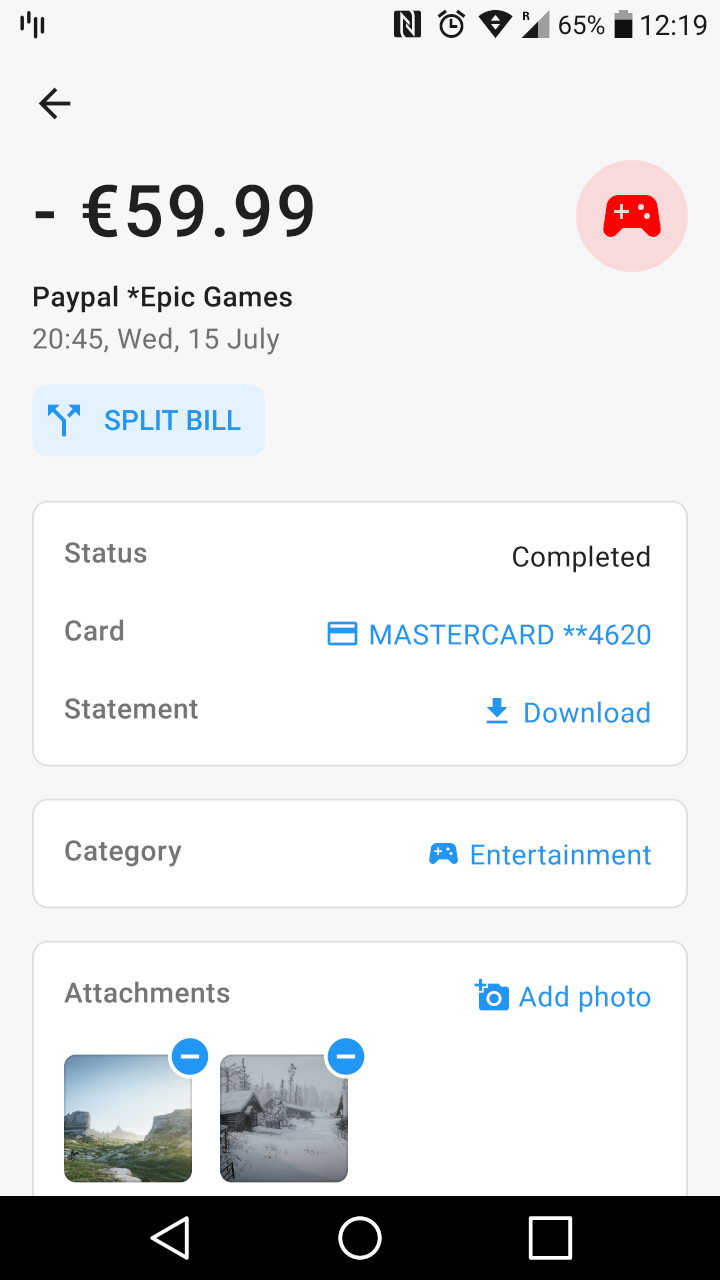 R 65% 12:19
- €59.99
Paypal *Epic Games
20:45, Wed, 15 July
SPLIT BILL
Status Completed
Card MASTERCARD **4620
Statement Download
Category Entertainment
Attachments Add photo